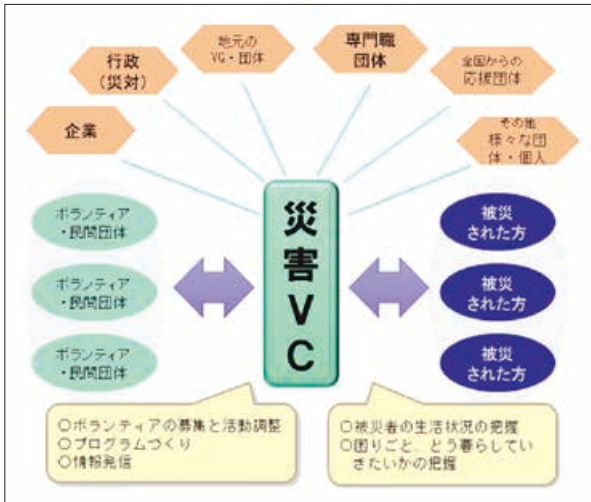 企業
行政
(災対)
地元の
VG・団体
専門職
団体
全国からの
応援団体
その他
様々な団
体・個人
ボランティア
・民間団体
ボランティア
・民間団体
ボランティア
・民間団体
災
害
V
C
被災
された方
被災
された方
被災
された方
○ボランティアの募集と活動調整
○プログラムづくり
○情報発信
○被災者の生活状況の把握
○困りごと、どう暮らしてい
きたいかの把握